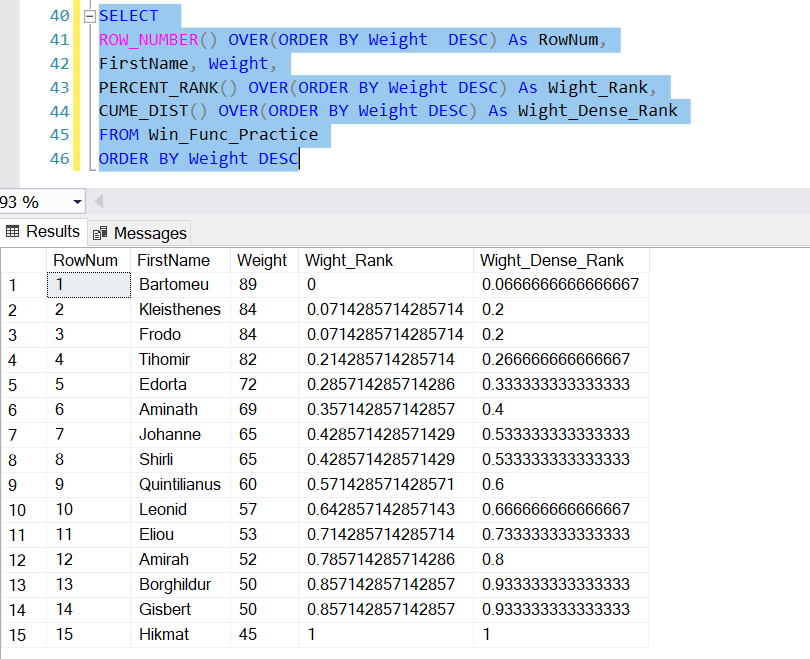 40 SELECT
41 ROW_NUMBER() OVER(ORDER BY Weight  DESC) As RowNum,
42 FirstName, Weight,
43 PERCENT_RANK() OVER(ORDER BY Weight DESC) As Wight_Rank,
44 CUME_DIST() OVER(ORDER BY Weight DESC) As Wight_Dense_Rank
45 FROM Win_Func_Practice
46 ORDER BY Weight DESC
93 %
Results Messages
RowNum FirstName Weight Wight_Rank Wight_Dense_Rank
1 1 Bartomeu 89 0 0.0666666666666667
2 2 Kleisthenes 84 0.0714285714285714 0.2
3 3 Frodo 84 0.0714285714285714 0.2
4 4 Tihomir 82 0.214285714285714 0.266666666666667
5 5 Edorta 72 0.285714285714286 0.333333333333333
6 6 Aminath 69 0.357142857142857 0.4
7 7 Johanne 65 0.428571428571429 0.533333333333333
8 8 Shirli 65 0.428571428571429 0.533333333333333
9 9 Quintilianus 60 0.571428571428571 0.6
10 10 Leonid 57 0.642857142857143 0.666666666666667
11 11 Eliou 53 0.714285714285714 0.733333333333333
12 12 Amirah 52 0.785714285714286 0.8
13 13 Borghildur 50 0.857142857142857 0.933333333333333
14 14 Gisbert 50 0.857142857142857 0.933333333333333
15 15 Hikmat 45 1 1